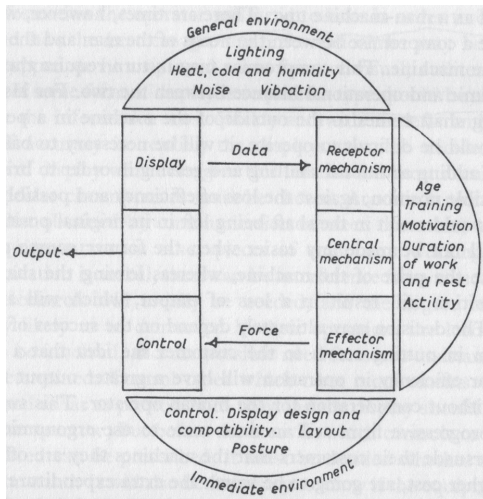 General environment
Lighting
Heat, cold and humidity
Noise Vibration
Display
Data
Receptor
mechanism
Age
Training
Motivation
Duration
of work
and rest
Actility
Output
Central
mechanism
Control
Force
Effector
mechanism
Control. Display design and
compatibility. Layout
Posture
Immediate environment